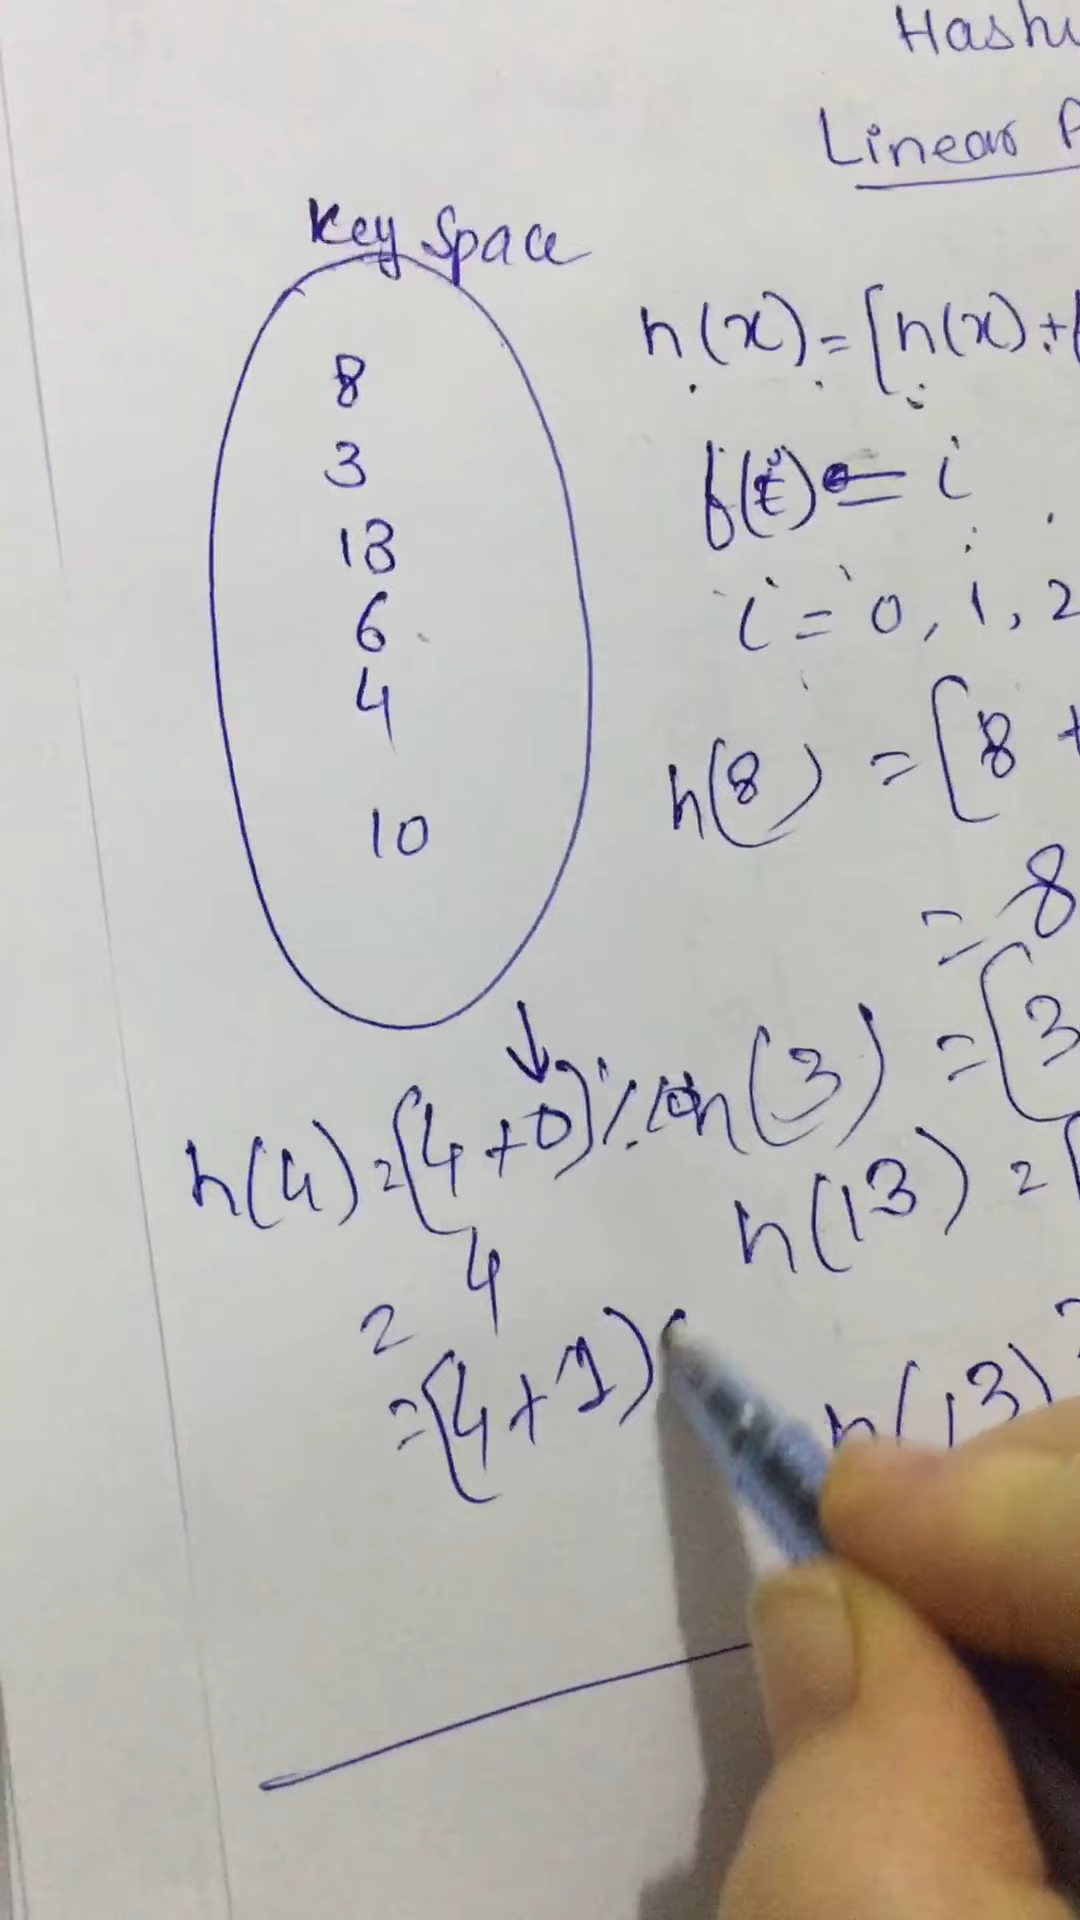 Hash
Linear
Key Space
8
3
13
6
4
10
h(x) = [h(x) +
f(i) = i
i = 0, 1, 2
h(8) = [8 +
= 8
h(3) = [3
h(4) = [4+0] % 10
4
h(13) =
= [4+1)
h(13)